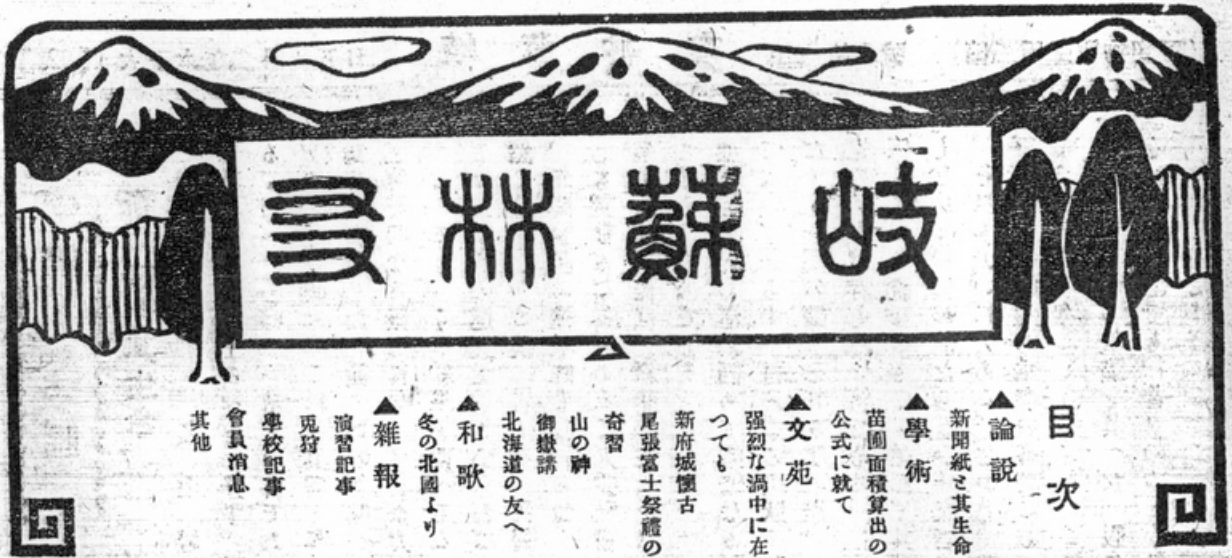 岐蘇林友
目次
▲論説
新聞紙と其生命
▲學術
苗圃面積算出の
公式に就て
▲文苑
强烈な渦中に在
つても
新府城懷古
尾張富士祭禮の
奇習
山の神
御嶽講
北海道の友へ
▲和歌
冬の北國より
▲雜報
演習記事
兎狩
學校記事
會員消息
其他